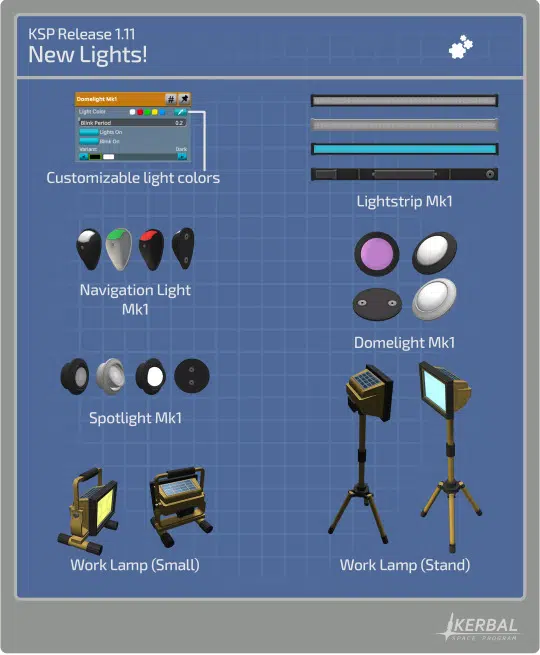 KSP Release 1.11
New Lights!
Domelight Mk1
#
Light Color
Blink Period 0.2
Lights On
Blink On
Variant Dark
Customizable light colors
Lightstrip Mk1
Navigation Light
Mk1
Domelight Mk1
Spotlight Mk1
Work Lamp (Small)
Work Lamp (Stand)
KERBAL
SPACE PROGRAM